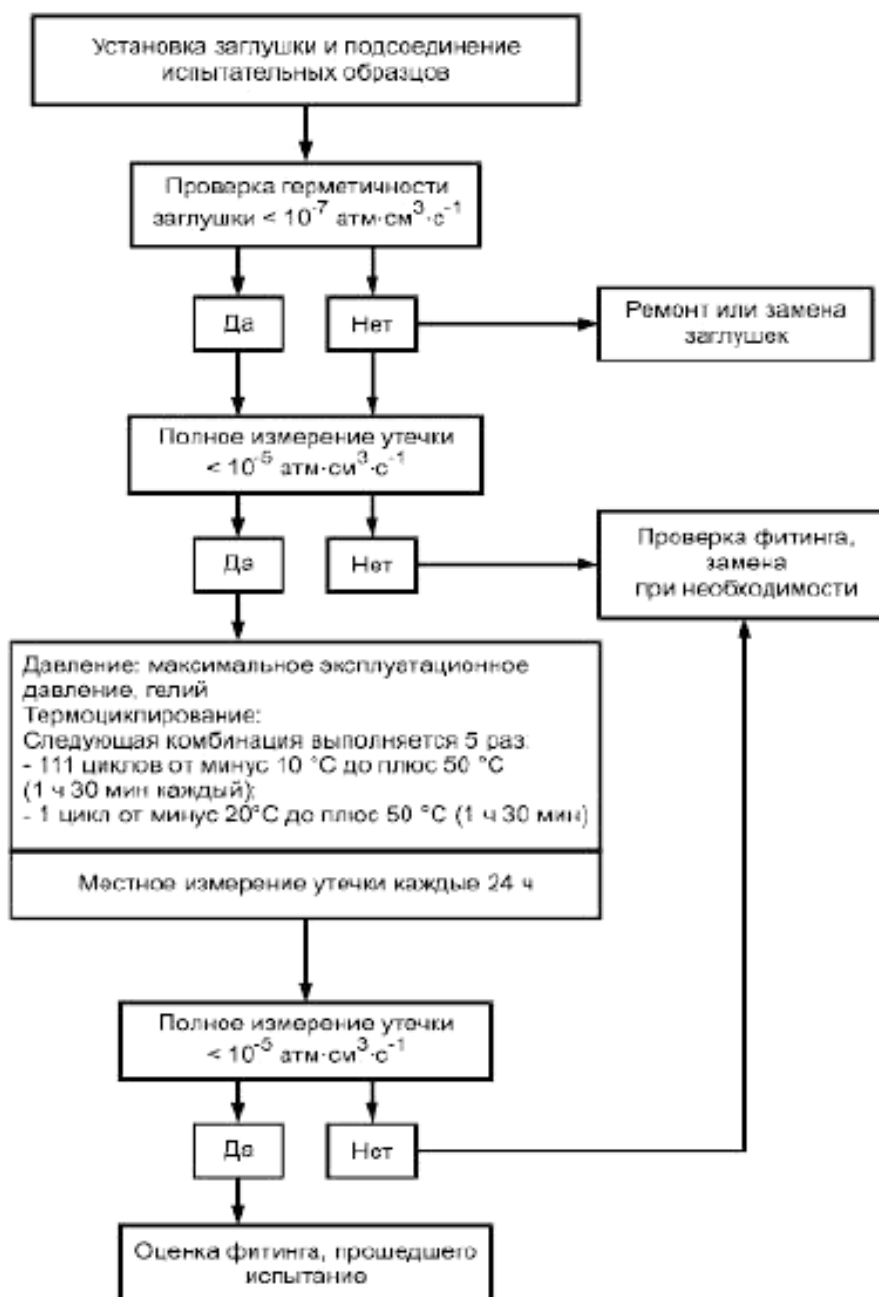 Установка заглушки и подсоединение
испытательных образцов
Проверка герметичности
заглушки < 10⁻⁷ атм·см³·с⁻¹
Да
Нет
Ремонт или замена
заглушек
Полное измерение утечки
< 10⁻⁵ атм·см³·с⁻¹
Да
Нет
Проверка фитинга,
замена
при необходимости
Давление: максимальное эксплуатационное
давление, гелий
Термоциклирование:
Следующая комбинация выполняется 5 раз:
- 111 циклов от минус 10 °С до плюс 50 °С
(1 ч 30 мин каждый);
- 1 цикл от минус 20°С до плюс 50 °С (1 ч 30 мин)
Местное измерение утечки каждые 24 ч
Полное измерение утечки
< 10⁻⁵ атм·см³·с⁻¹
Да
Нет
Оценка фитинга, прошедшего
испытание